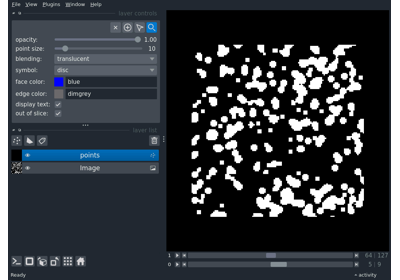 File View Plugins Window Help
layer controls
opacity: 1.00
point size: 10
blending: translucent
symbol: disc
face color: blue
edge color: dimgrey
display text:
out of slice:
layer list
points
Image
1 64 127
0 5 9
Ready activity